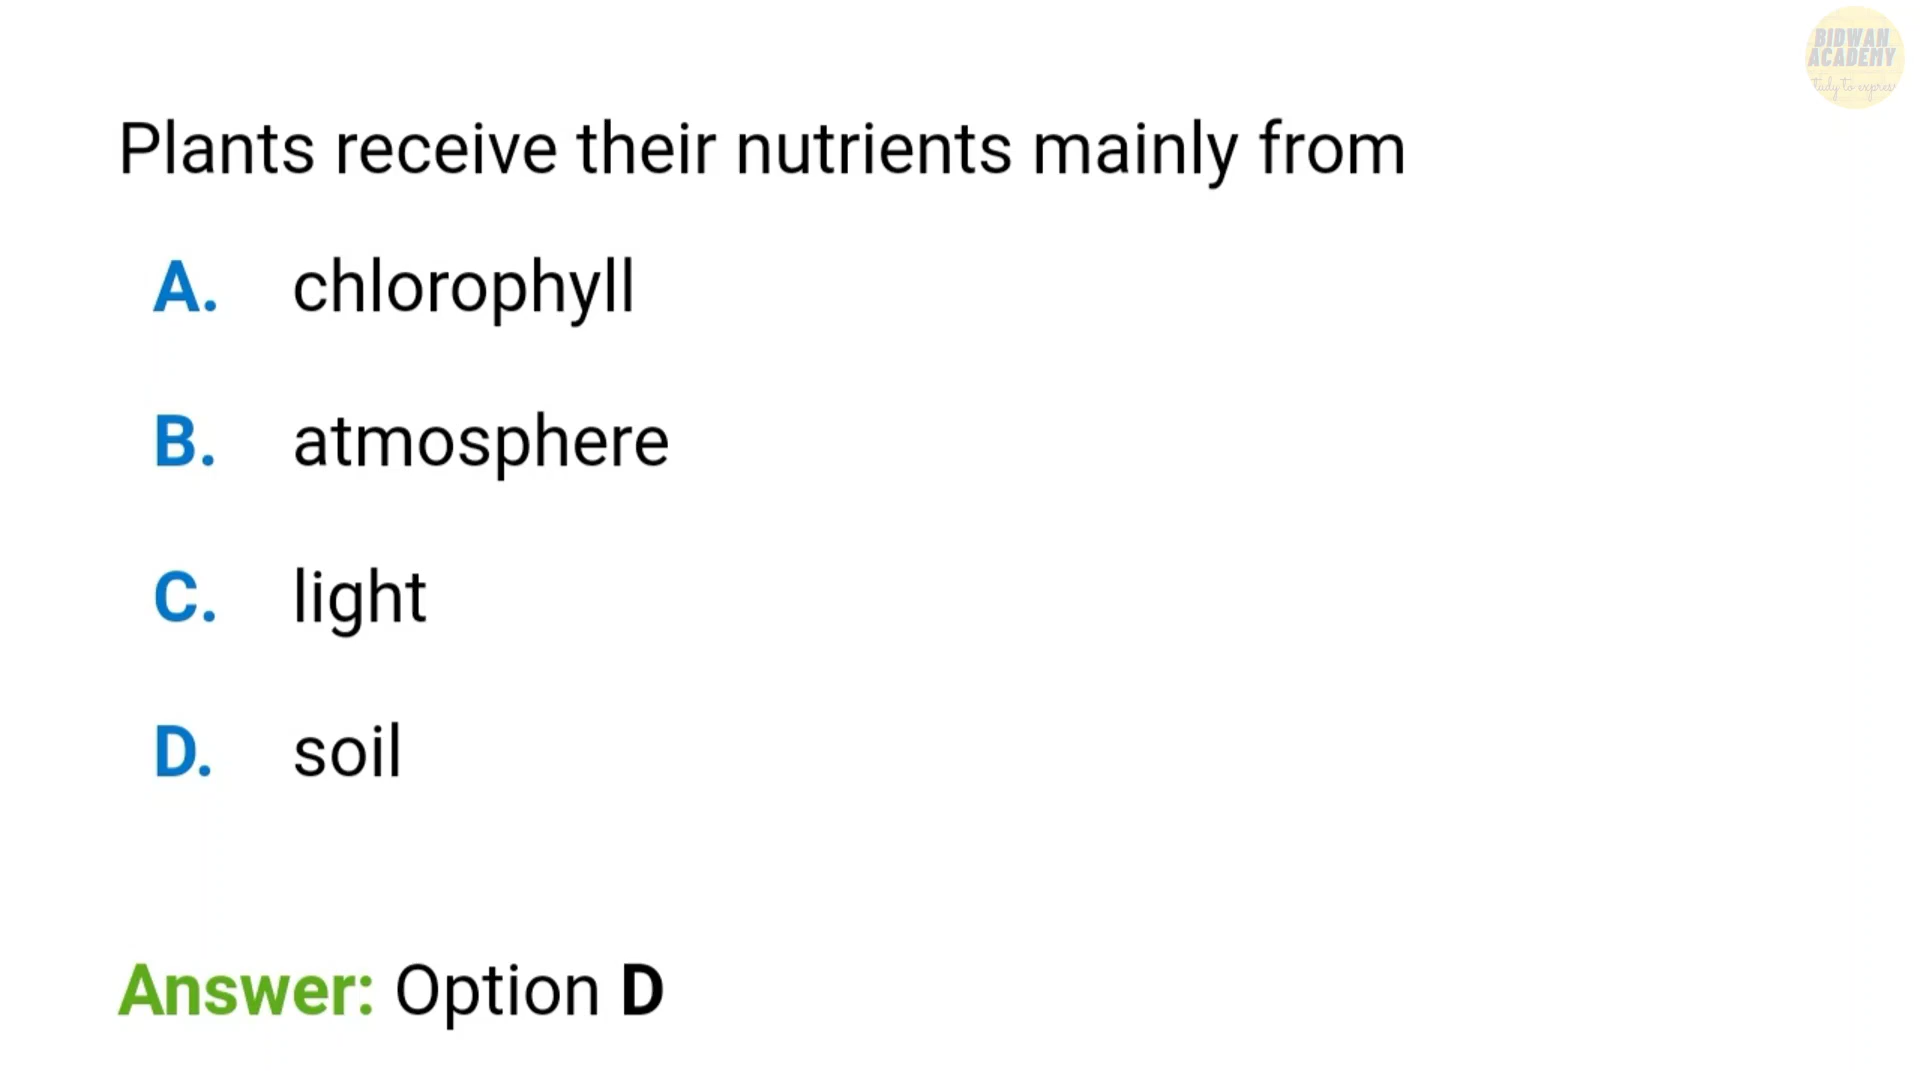 BIDWAN
ACADEMY
Plants receive their nutrients mainly from
A. chlorophyll
B. atmosphere
C. light
D. soil
Answer: Option D